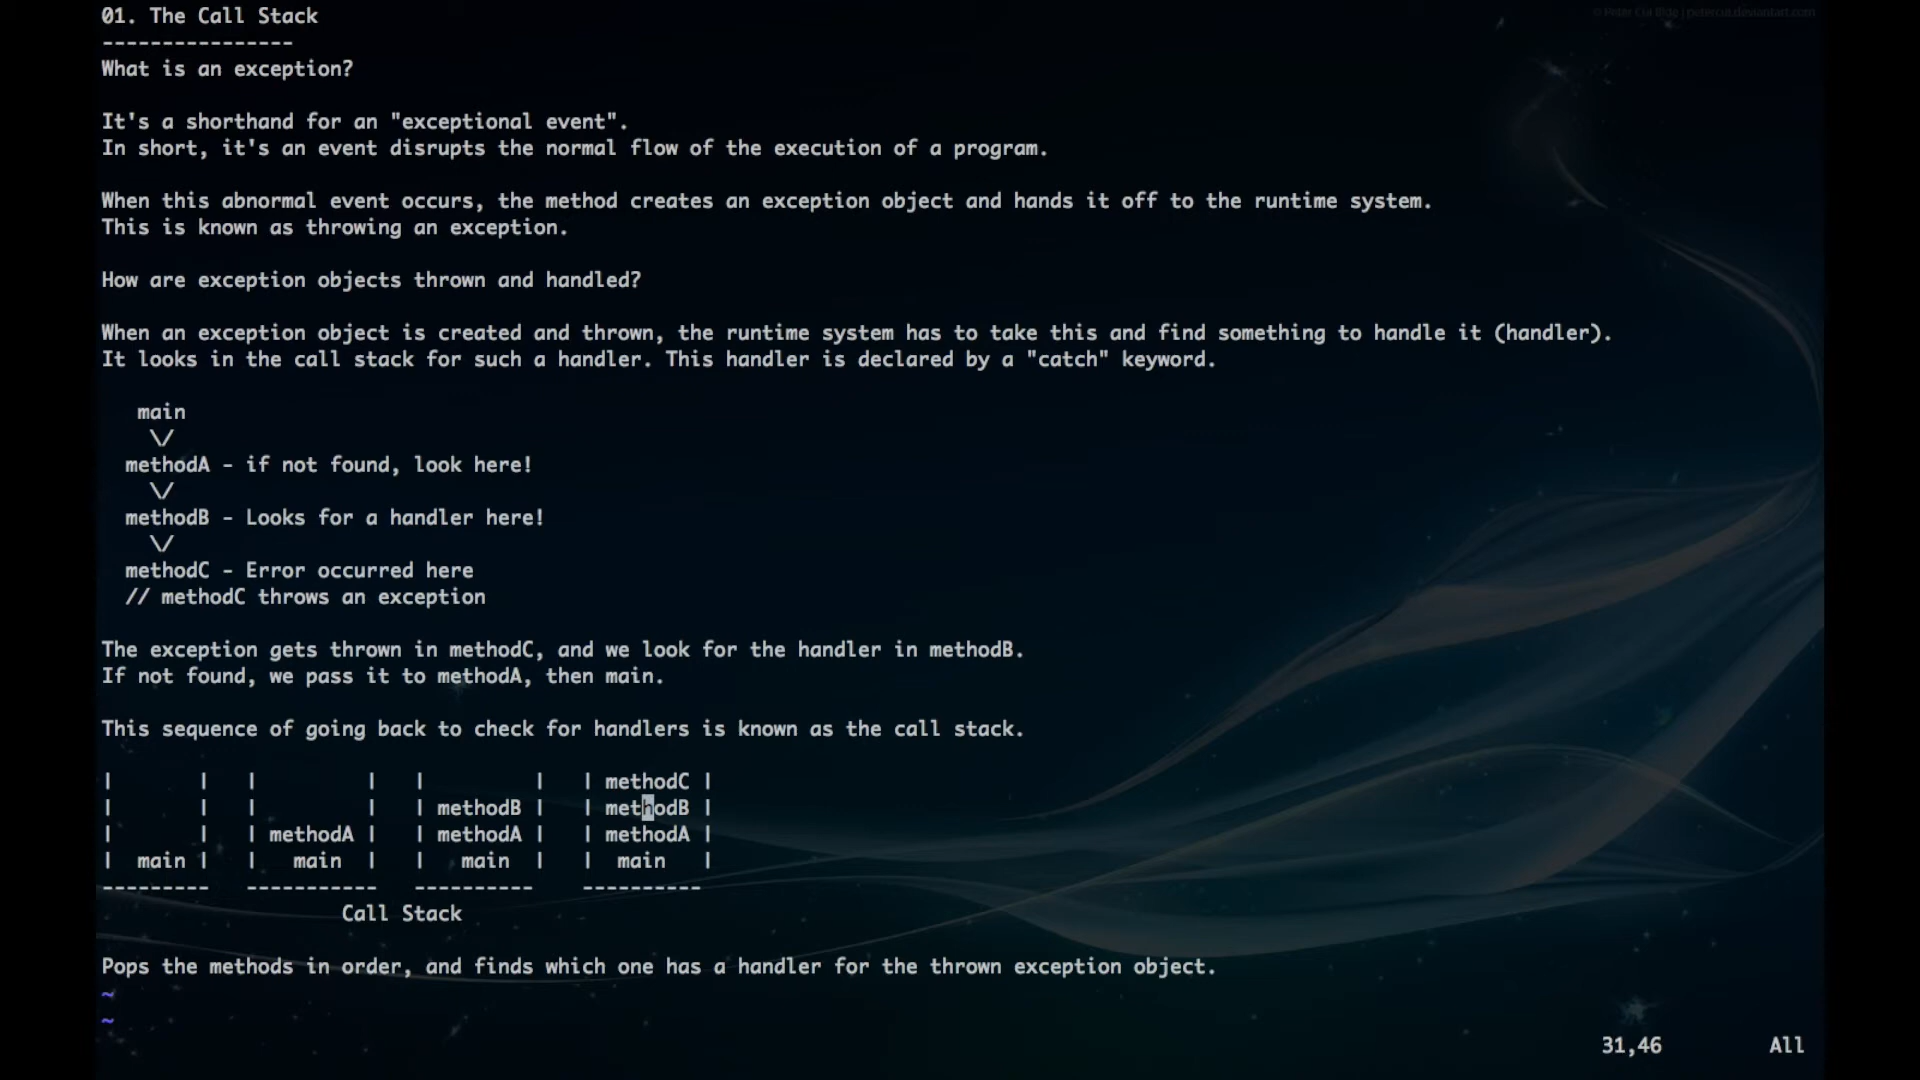 01. The Call Stack
----------------
What is an exception?
It's a shorthand for an "exceptional event".
In short, it's an event disrupts the normal flow of the execution of a program.
When this abnormal event occurs, the method creates an exception object and hands it off to the runtime system.
This is known as throwing an exception.
How are exception objects thrown and handled?
When an exception object is created and thrown, the runtime system has to take this and find something to handle it (handler).
It looks in the call stack for such a handler. This handler is declared by a "catch" keyword.
   main
    \/
  methodA - if not found, look here!
    \/
  methodB - Looks for a handler here!
    \/
  methodC - Error occurred here
  // methodC throws an exception
The exception gets thrown in methodC, and we look for the handler in methodB.
If not found, we pass it to methodA, then main.
This sequence of going back to check for handlers is known as the call stack.
|       |   |         |   |         |   | methodC |
|       |   |         |   | methodB |   | methodB |
|       |   | methodA |   | methodA |   | methodA |
|  main |   |   main  |   |   main  |   |  main   |
---------   -----------   ----------    ----------
                    Call Stack
Pops the methods in order, and finds which one has a handler for the thrown exception object.
~
~
31,46 All